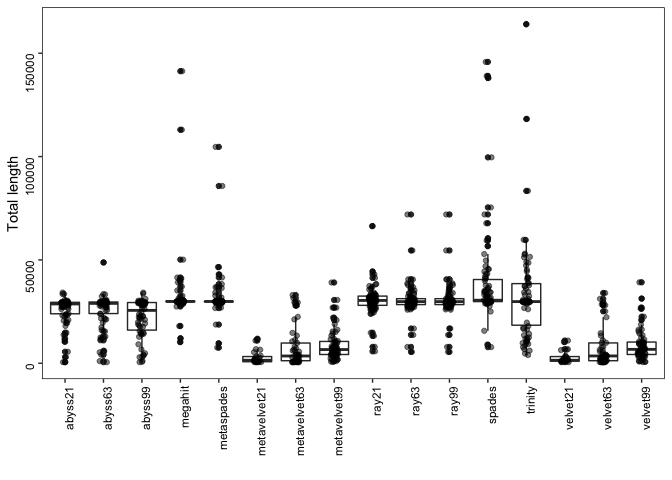 Total length
150000
100000
50000
0
abyss21
abyss63
abyss99
megahit
metaspades
metavelvet21
metavelvet63
metavelvet99
ray21
ray63
ray99
spades
trinity
velvet21
velvet63
velvet99